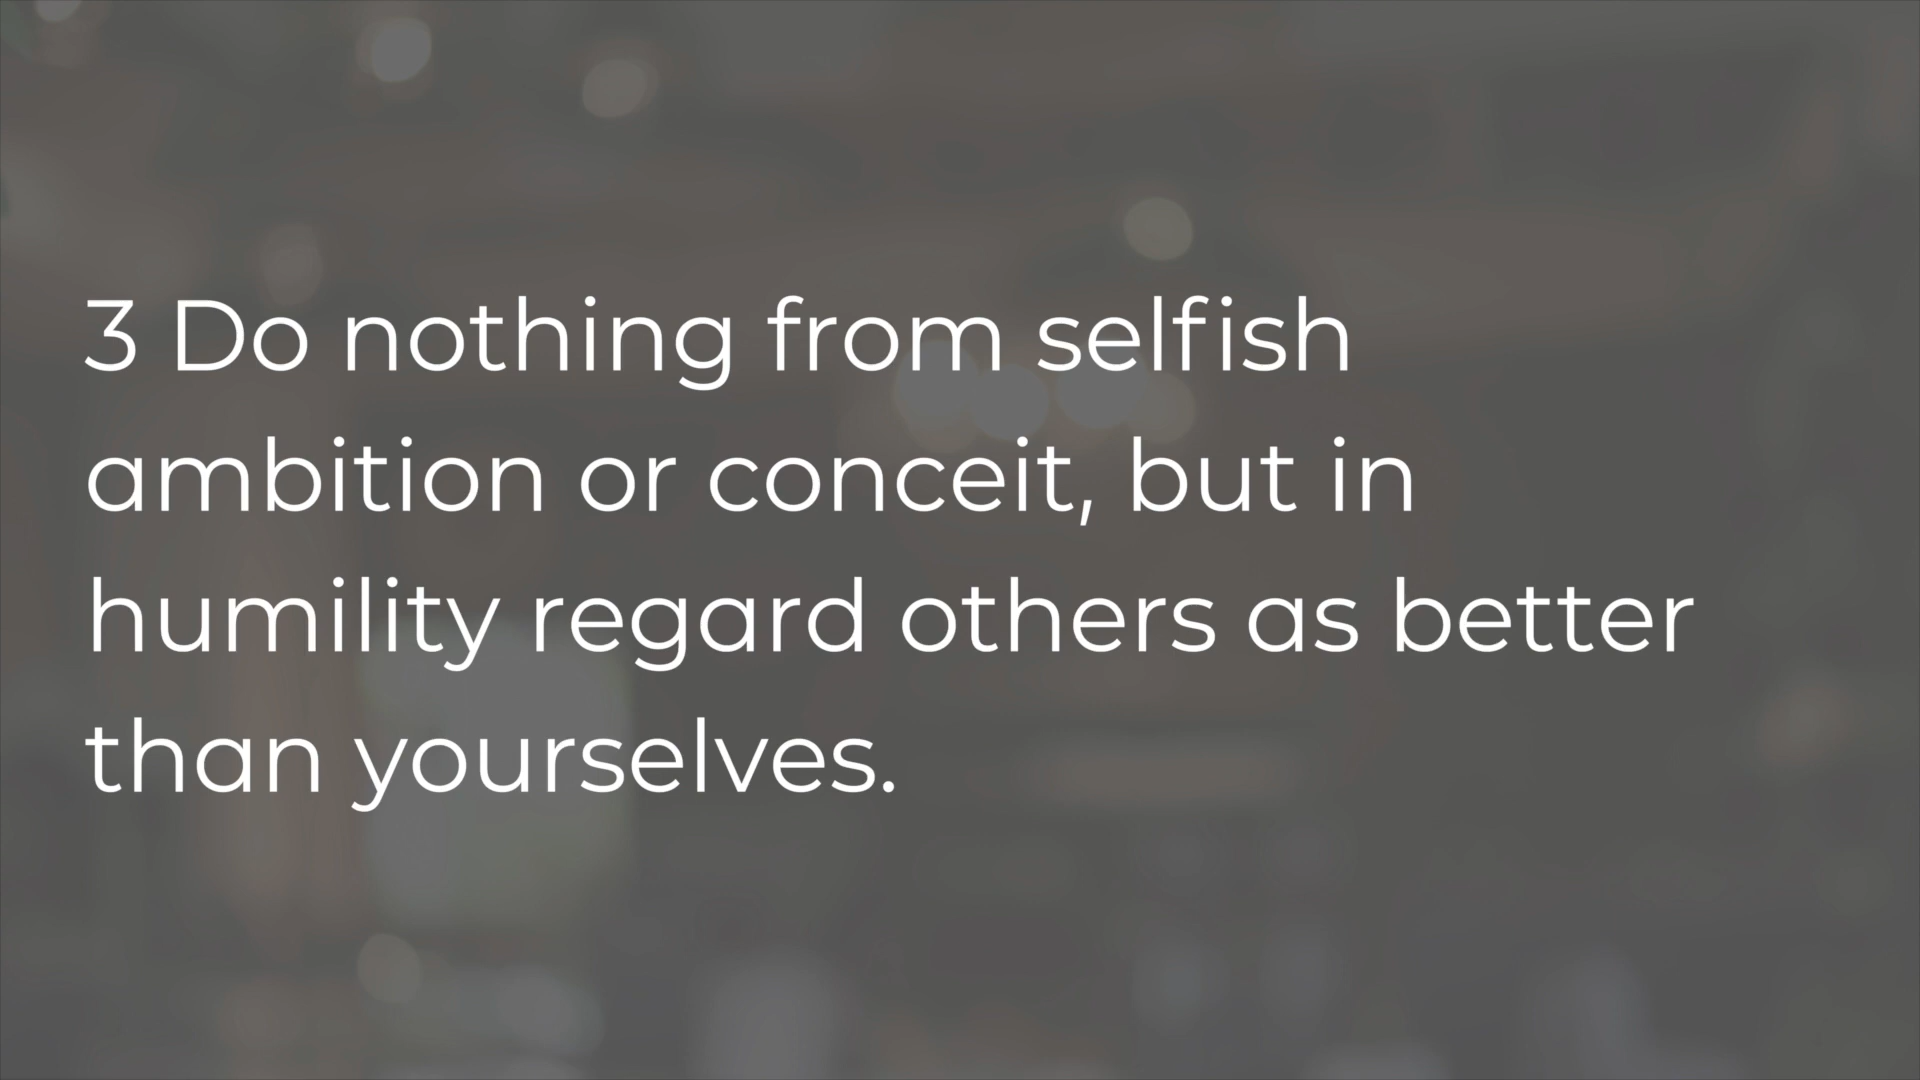 3 Do nothing from selfish
ambition or conceit, but in
humility regard others as better
than yourselves.